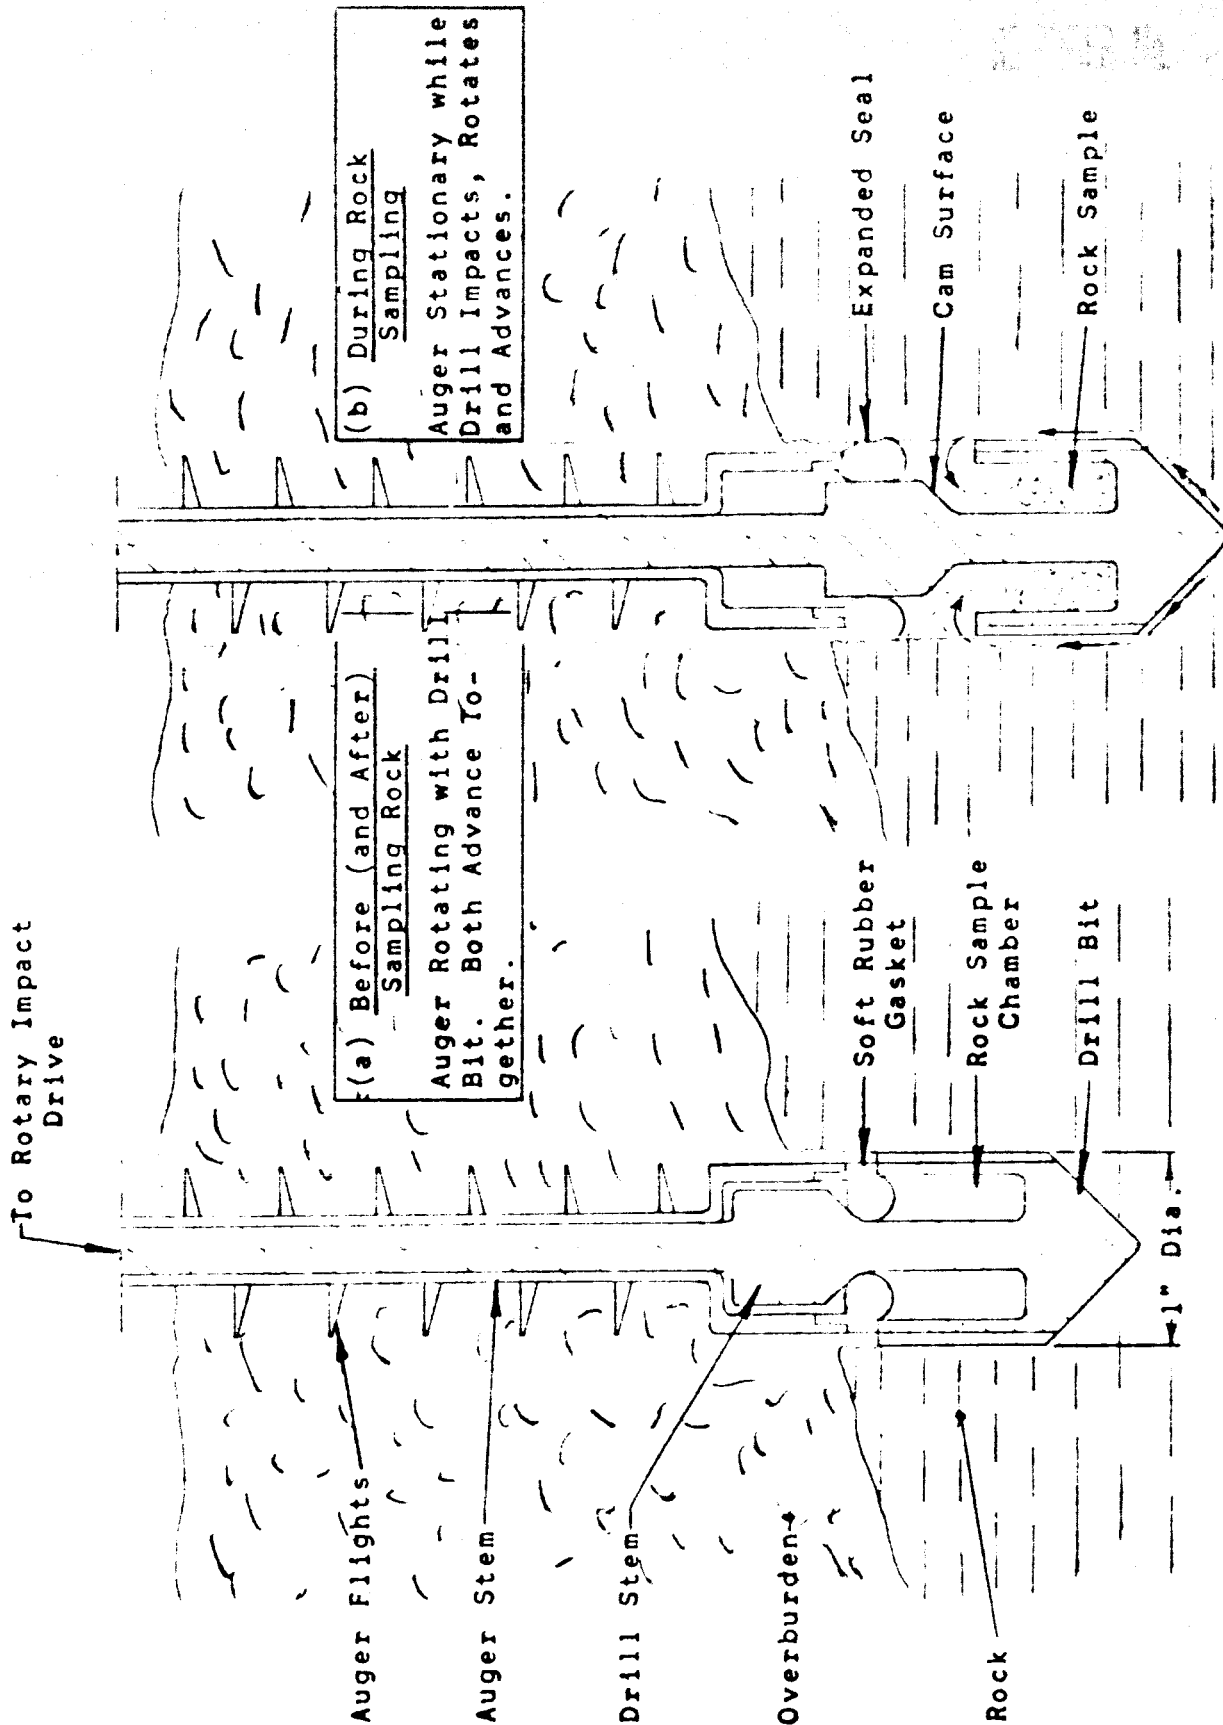 To Rotary Impact
Drive
(a) Before (and After)
Sampling Rock
Auger Rotating with Drill
Bit. Both Advance To-
gether.
(b) During Rock
Sampling
Auger Stationary while
Drill Impacts, Rotates
and Advances.
Auger Flights
Auger Stem
Drill Stem
Overburden
Rock
Soft Rubber
Gasket
Rock Sample
Chamber
Drill Bit
1" Dia.
Expanded Seal
Cam Surface
Rock Sample